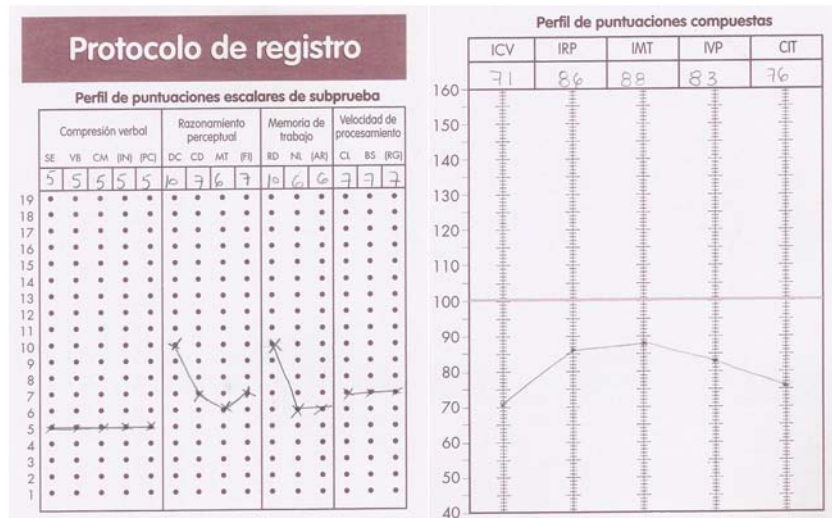 Protocolo de registro
Perfil de puntuaciones escalares de subprueba
Compresión verbal
Razonamiento perceptual
Memoria de trabajo
Velocidad de procesamiento
SE VB CM (IN) (PC) DC CD MT (FI) RD NL (AR) CL BS (RG)
5 5 5 5 5 10 7 6 7 10 6 6 7 7 7
19
18
17
16
15
14
13
12
11
10
9
8
7
6
5
4
3
2
1
Perfil de puntuaciones compuestas
ICV IRP IMT IVP CIT
71 86 88 83 76
160
150
140
130
120
110
100
90
80
70
60
50
40